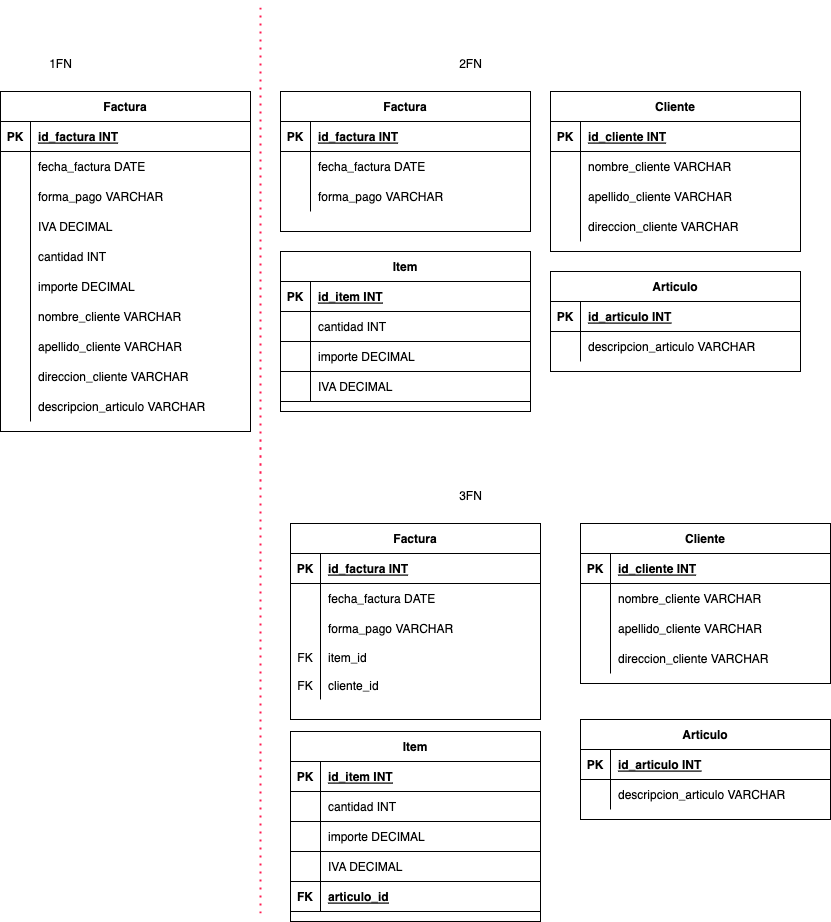 1FN
Factura
PK id_factura INT
fecha_factura DATE
forma_pago VARCHAR
IVA DECIMAL
cantidad INT
importe DECIMAL
nombre_cliente VARCHAR
apellido_cliente VARCHAR
direccion_cliente VARCHAR
descripcion_articulo VARCHAR
2FN
Factura
PK id_factura INT
fecha_factura DATE
forma_pago VARCHAR
Cliente
PK id_cliente INT
nombre_cliente VARCHAR
apellido_cliente VARCHAR
direccion_cliente VARCHAR
Item
PK id_item INT
cantidad INT
importe DECIMAL
IVA DECIMAL
Articulo
PK id_articulo INT
descripcion_articulo VARCHAR
3FN
Factura
PK id_factura INT
fecha_factura DATE
forma_pago VARCHAR
FK item_id
FK cliente_id
Cliente
PK id_cliente INT
nombre_cliente VARCHAR
apellido_cliente VARCHAR
direccion_cliente VARCHAR
Item
PK id_item INT
cantidad INT
importe DECIMAL
IVA DECIMAL
FK articulo_id
Articulo
PK id_articulo INT
descripcion_articulo VARCHAR